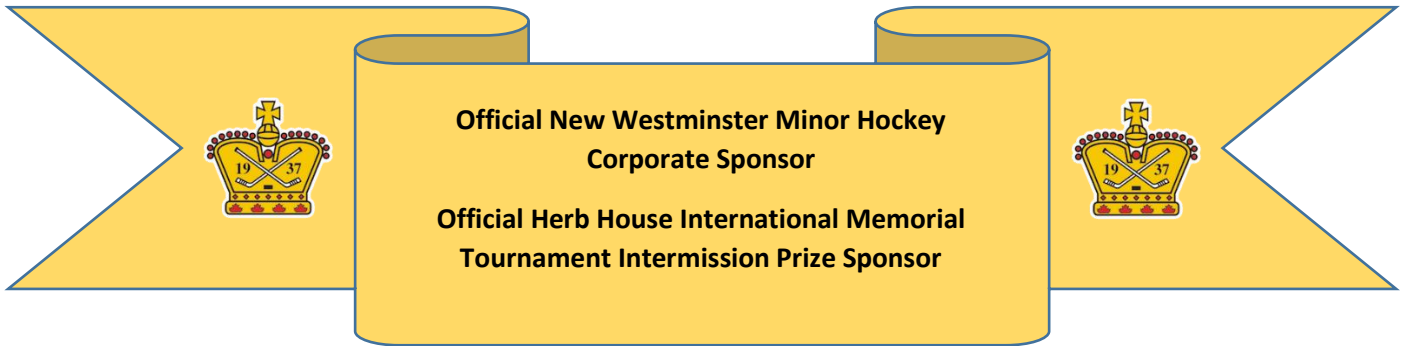 Official New Westminster Minor Hockey
Corporate Sponsor
Official Herb House International Memorial
Tournament Intermission Prize Sponsor
19 37
19 37